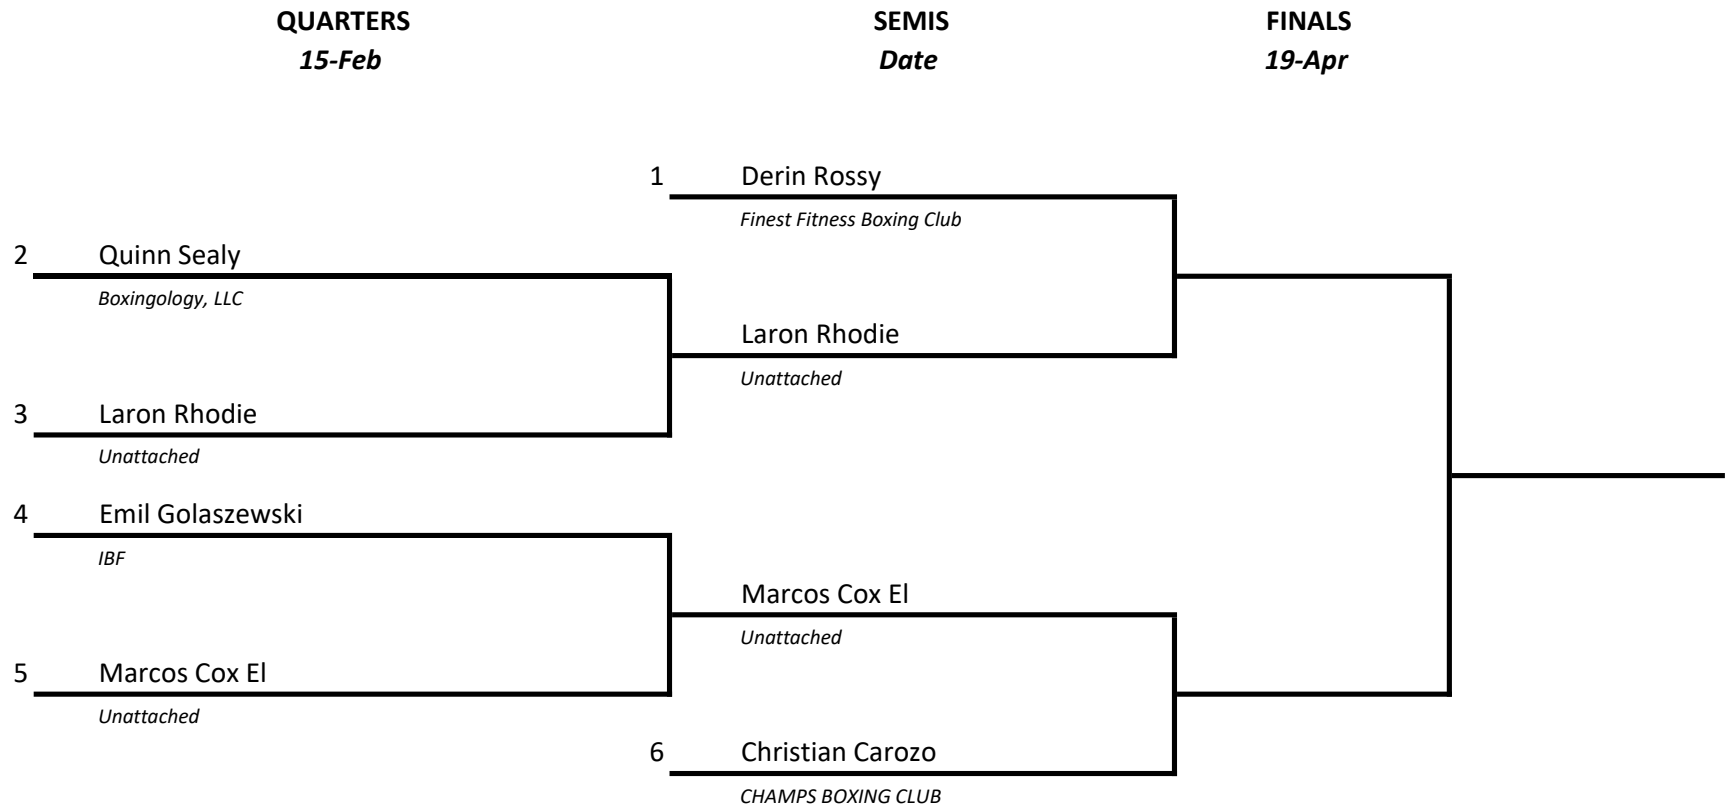 QUARTERS SEMIS FINALS
15-Feb Date 19-Apr
1 Derin Rossy
Finest Fitness Boxing Club
2 Quinn Sealy
Boxingology, LLC
Laron Rhodie
Unattached
3 Laron Rhodie
Unattached
4 Emil Golaszewski
IBF
Marcos Cox El
Unattached
5 Marcos Cox El
Unattached
6 Christian Carozo
CHAMPS BOXING CLUB